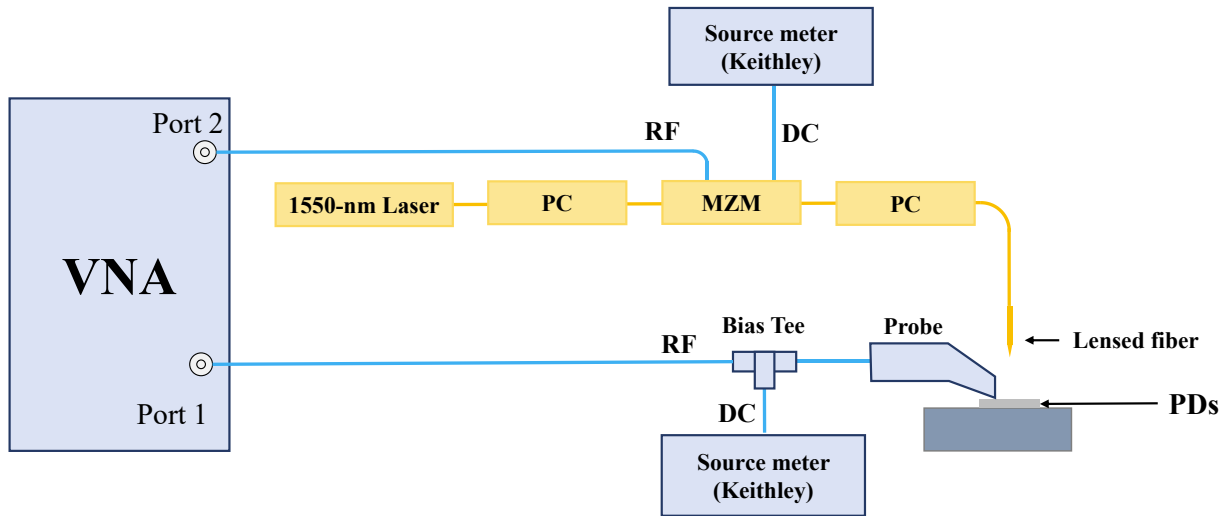 Source meter
(Keithley)
Port 2
RF
DC
1550-nm Laser
PC
MZM
PC
VNA
Bias Tee
Probe
Lensed fiber
RF
Port 1
DC
PDs
Source meter
(Keithley)